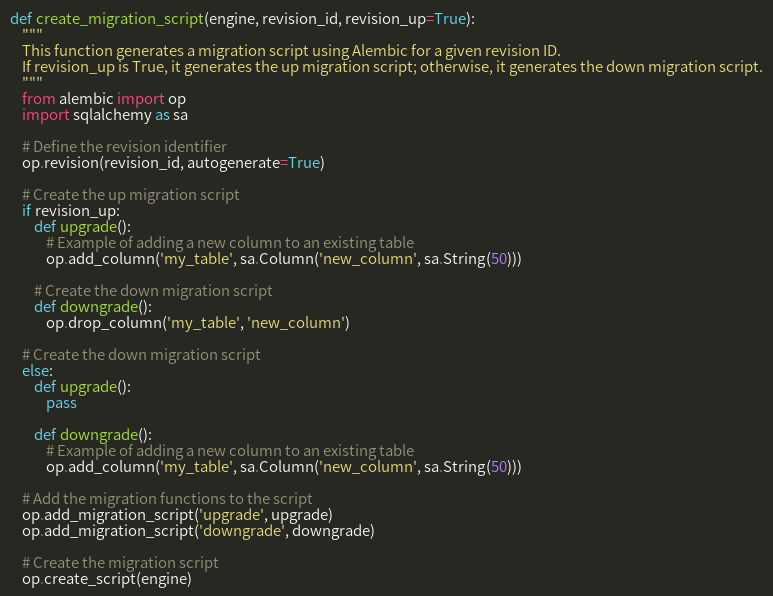 def create_migration_script(engine, revision_id, revision_up=True):
"""
This function generates a migration script using Alembic for a given revision ID.
If revision_up is True, it generates the up migration script; otherwise, it generates the down migration script.
"""
from alembic import op
import sqlalchemy as sa
# Define the revision identifier
op.revision(revision_id, autogenerate=True)
# Create the up migration script
if revision_up:
def upgrade():
# Example of adding a new column to an existing table
op.add_column('my_table', sa.Column('new_column', sa.String(50)))
# Create the down migration script
def downgrade():
op.drop_column('my_table', 'new_column')
# Create the down migration script
else:
def upgrade():
pass
def downgrade():
# Example of adding a new column to an existing table
op.add_column('my_table', sa.Column('new_column', sa.String(50)))
# Add the migration functions to the script
op.add_migration_script('upgrade', upgrade)
op.add_migration_script('downgrade', downgrade)
# Create the migration script
op.create_script(engine)